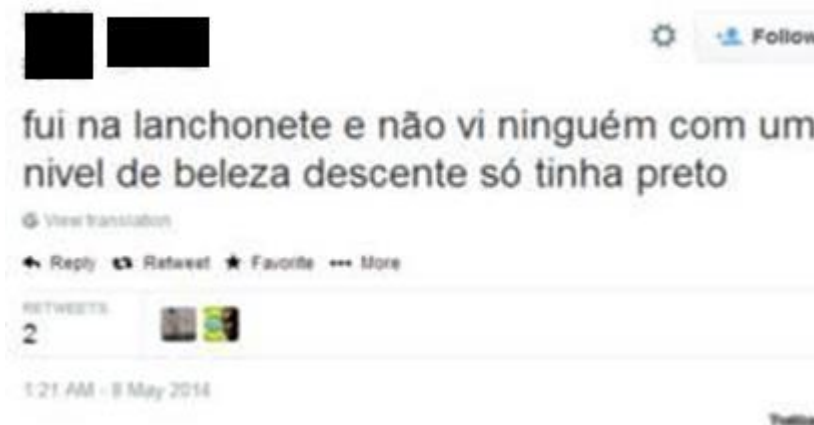 Follow
fui na lanchonete e não vi ninguém com um
nivel de beleza descente só tinha preto
View translation
Reply Retweet Favorite More
RETWEETS
2
1:21 AM - 8 May 2014